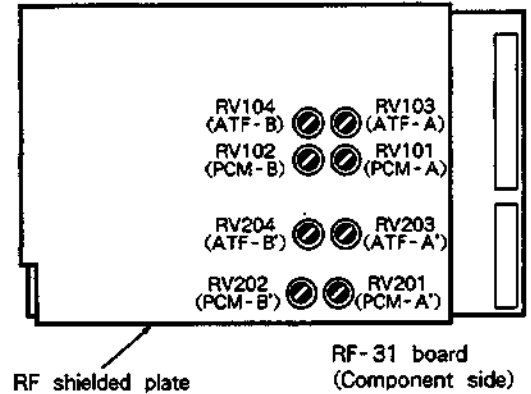 RV104 RV103
(ATF-B) (ATF-A)
RV102 RV101
(PCM-B) (PCM-A)
RV204 RV203
(ATF-B') (ATF-A')
RV202 RV201
(PCM-B') (PCM-A')
RF-31 board
RF shielded plate (Component side)